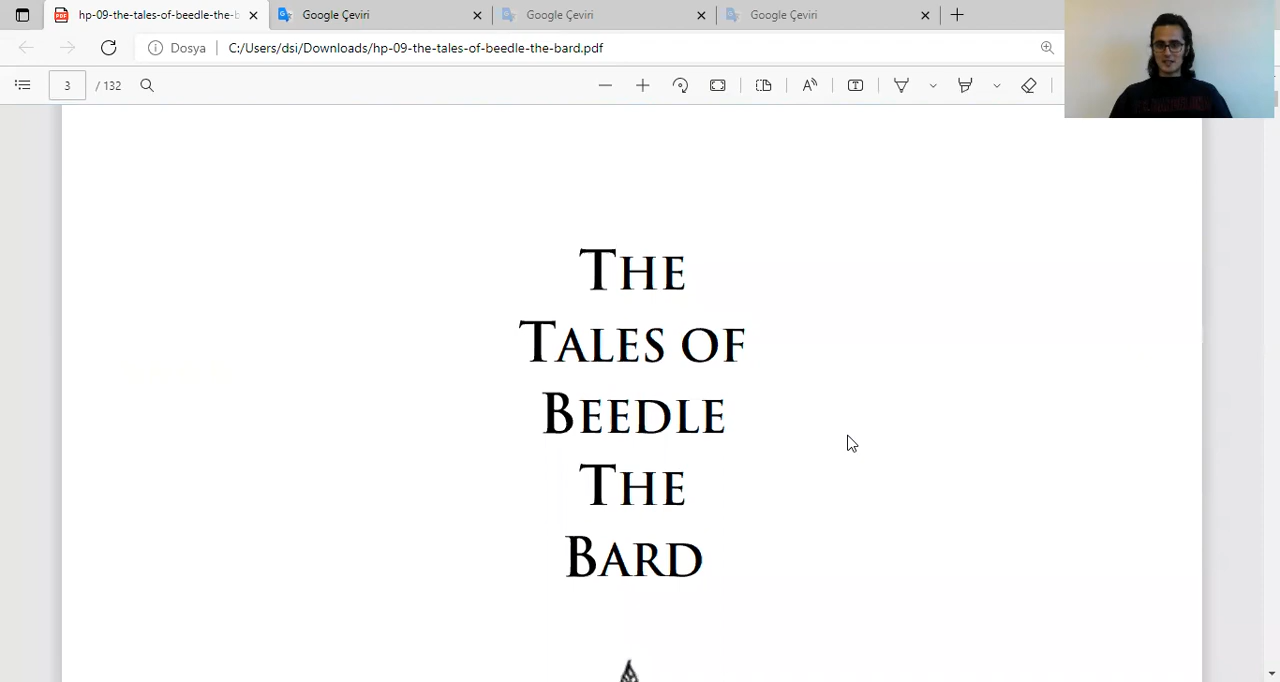 hp-09-the-tales-of-beedle-the-b
Google Çeviri
Google Çeviri
Google Çeviri
Dosya
C:/Users/dsi/Downloads/hp-09-the-tales-of-beedle-the-bard.pdf
3 / 132
THE
TALES OF
BEEDLE
THE
BARD